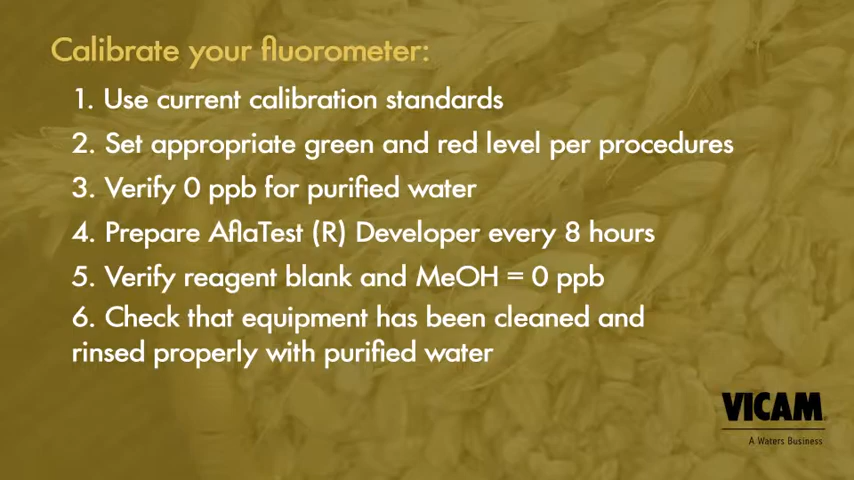 Calibrate your fluorometer:
1. Use current calibration standards
2. Set appropriate green and red level per procedures
3. Verify 0 ppb for purified water
4. Prepare AflaTest (R) Developer every 8 hours
5. Verify reagent blank and MeOH = 0 ppb
6. Check that equipment has been cleaned and
rinsed properly with purified water
VICAM®
A Waters Business